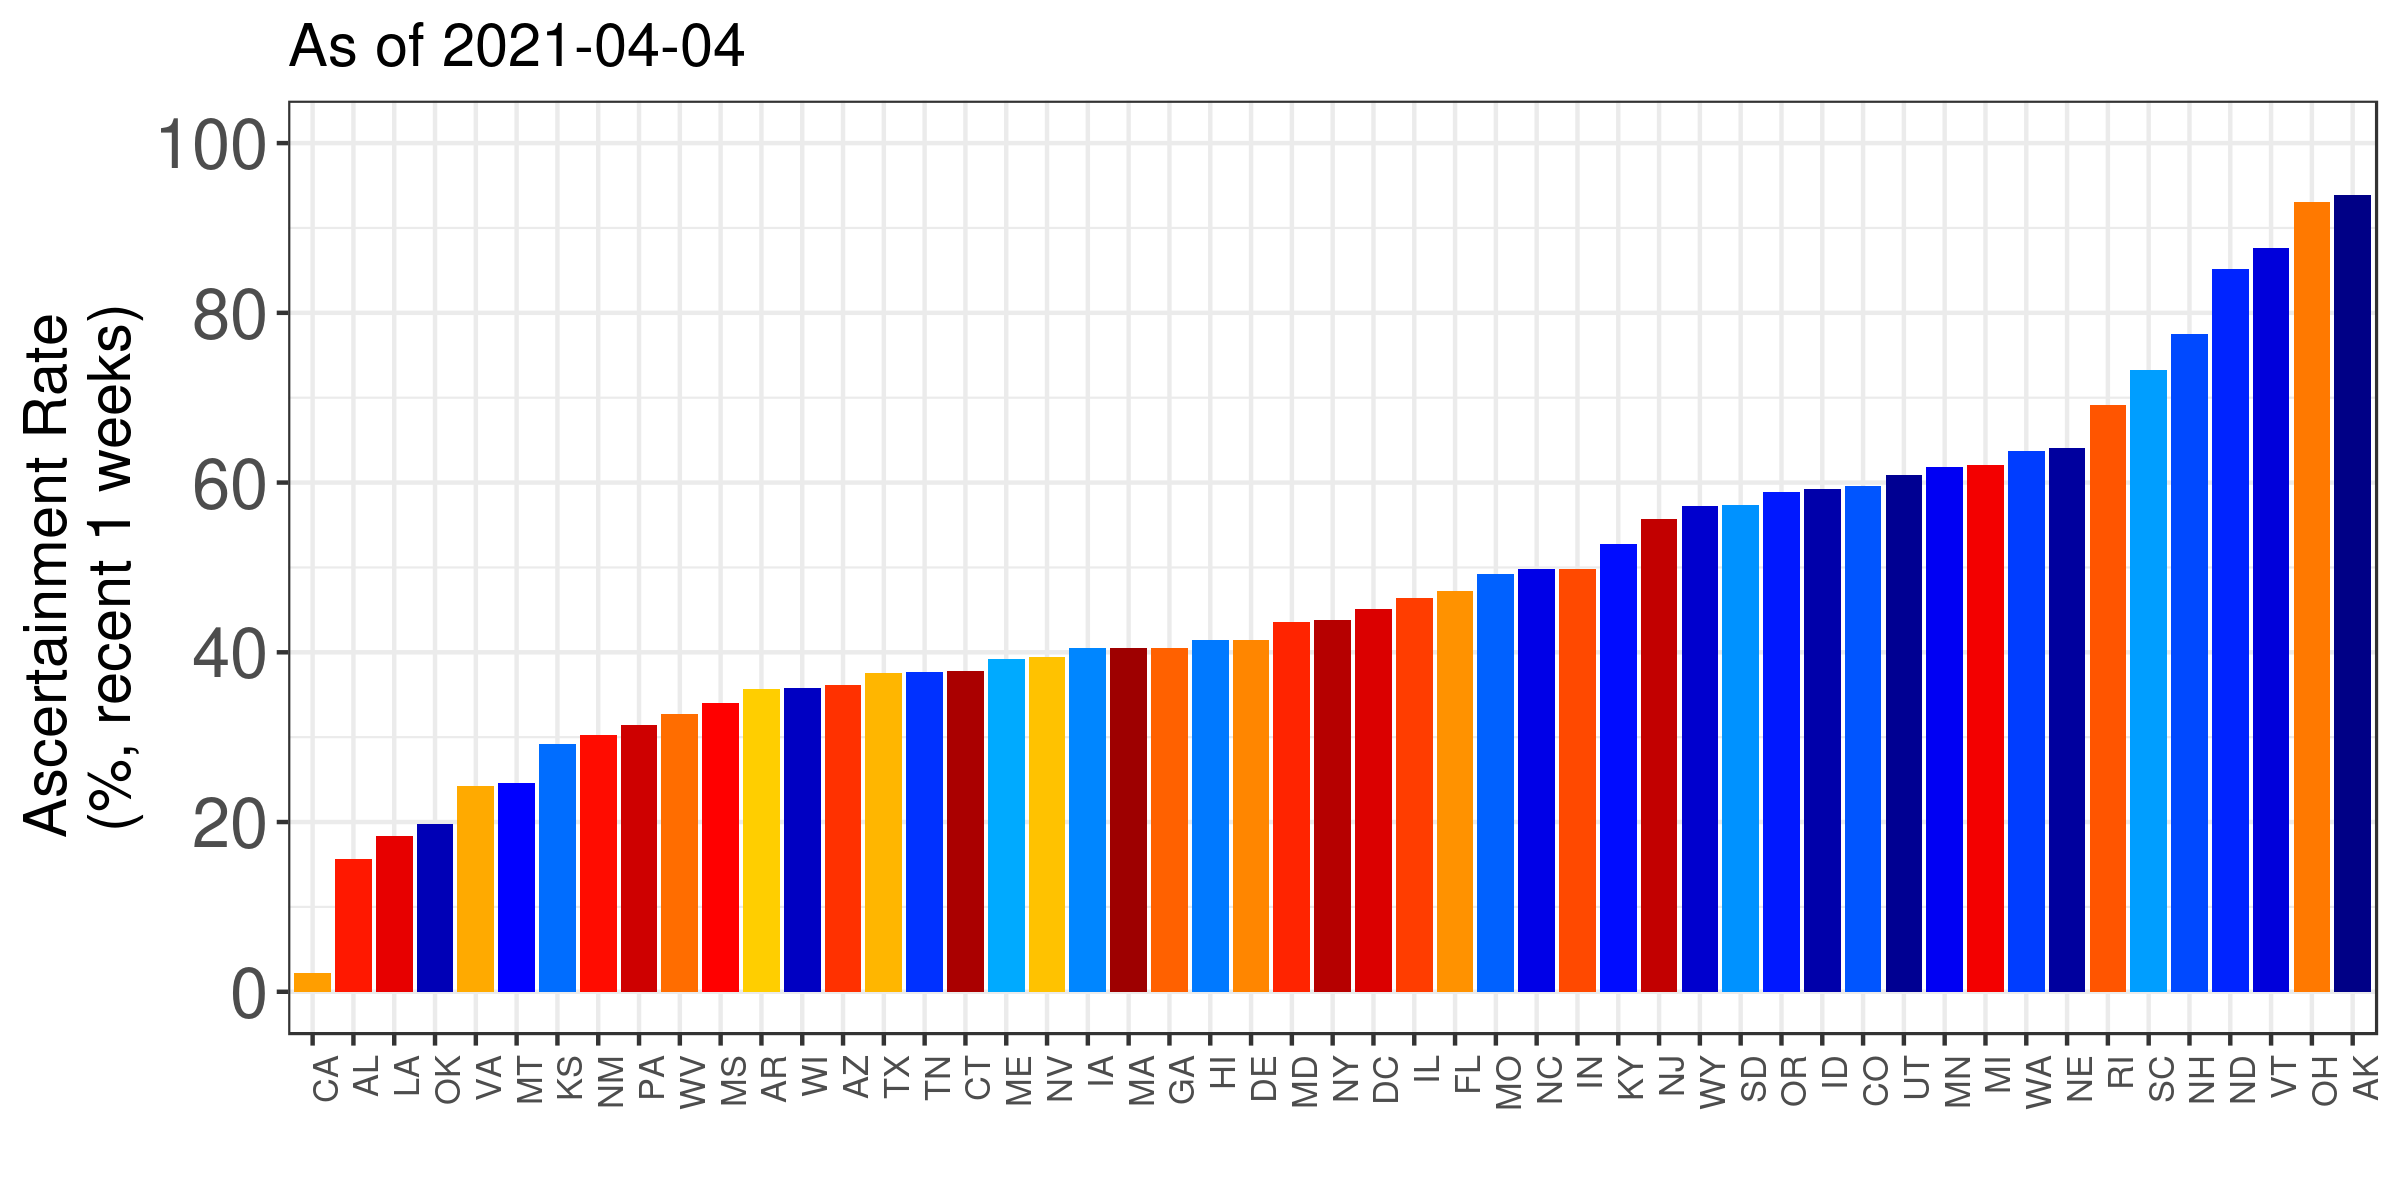 As of 2021-04-04
Ascertainment Rate
(%, recent 1 weeks)
100
80
60
40
20
0
CA AL LA OK VA MT KS NM PA WV MS AR WI AZ TX TN CT ME NV IA MA GA HI DE MD NY DC IL FL MO NC IN KY NJ WY SD OR ID CO UT MN MI WA NE RI SC NH ND VT OH AK